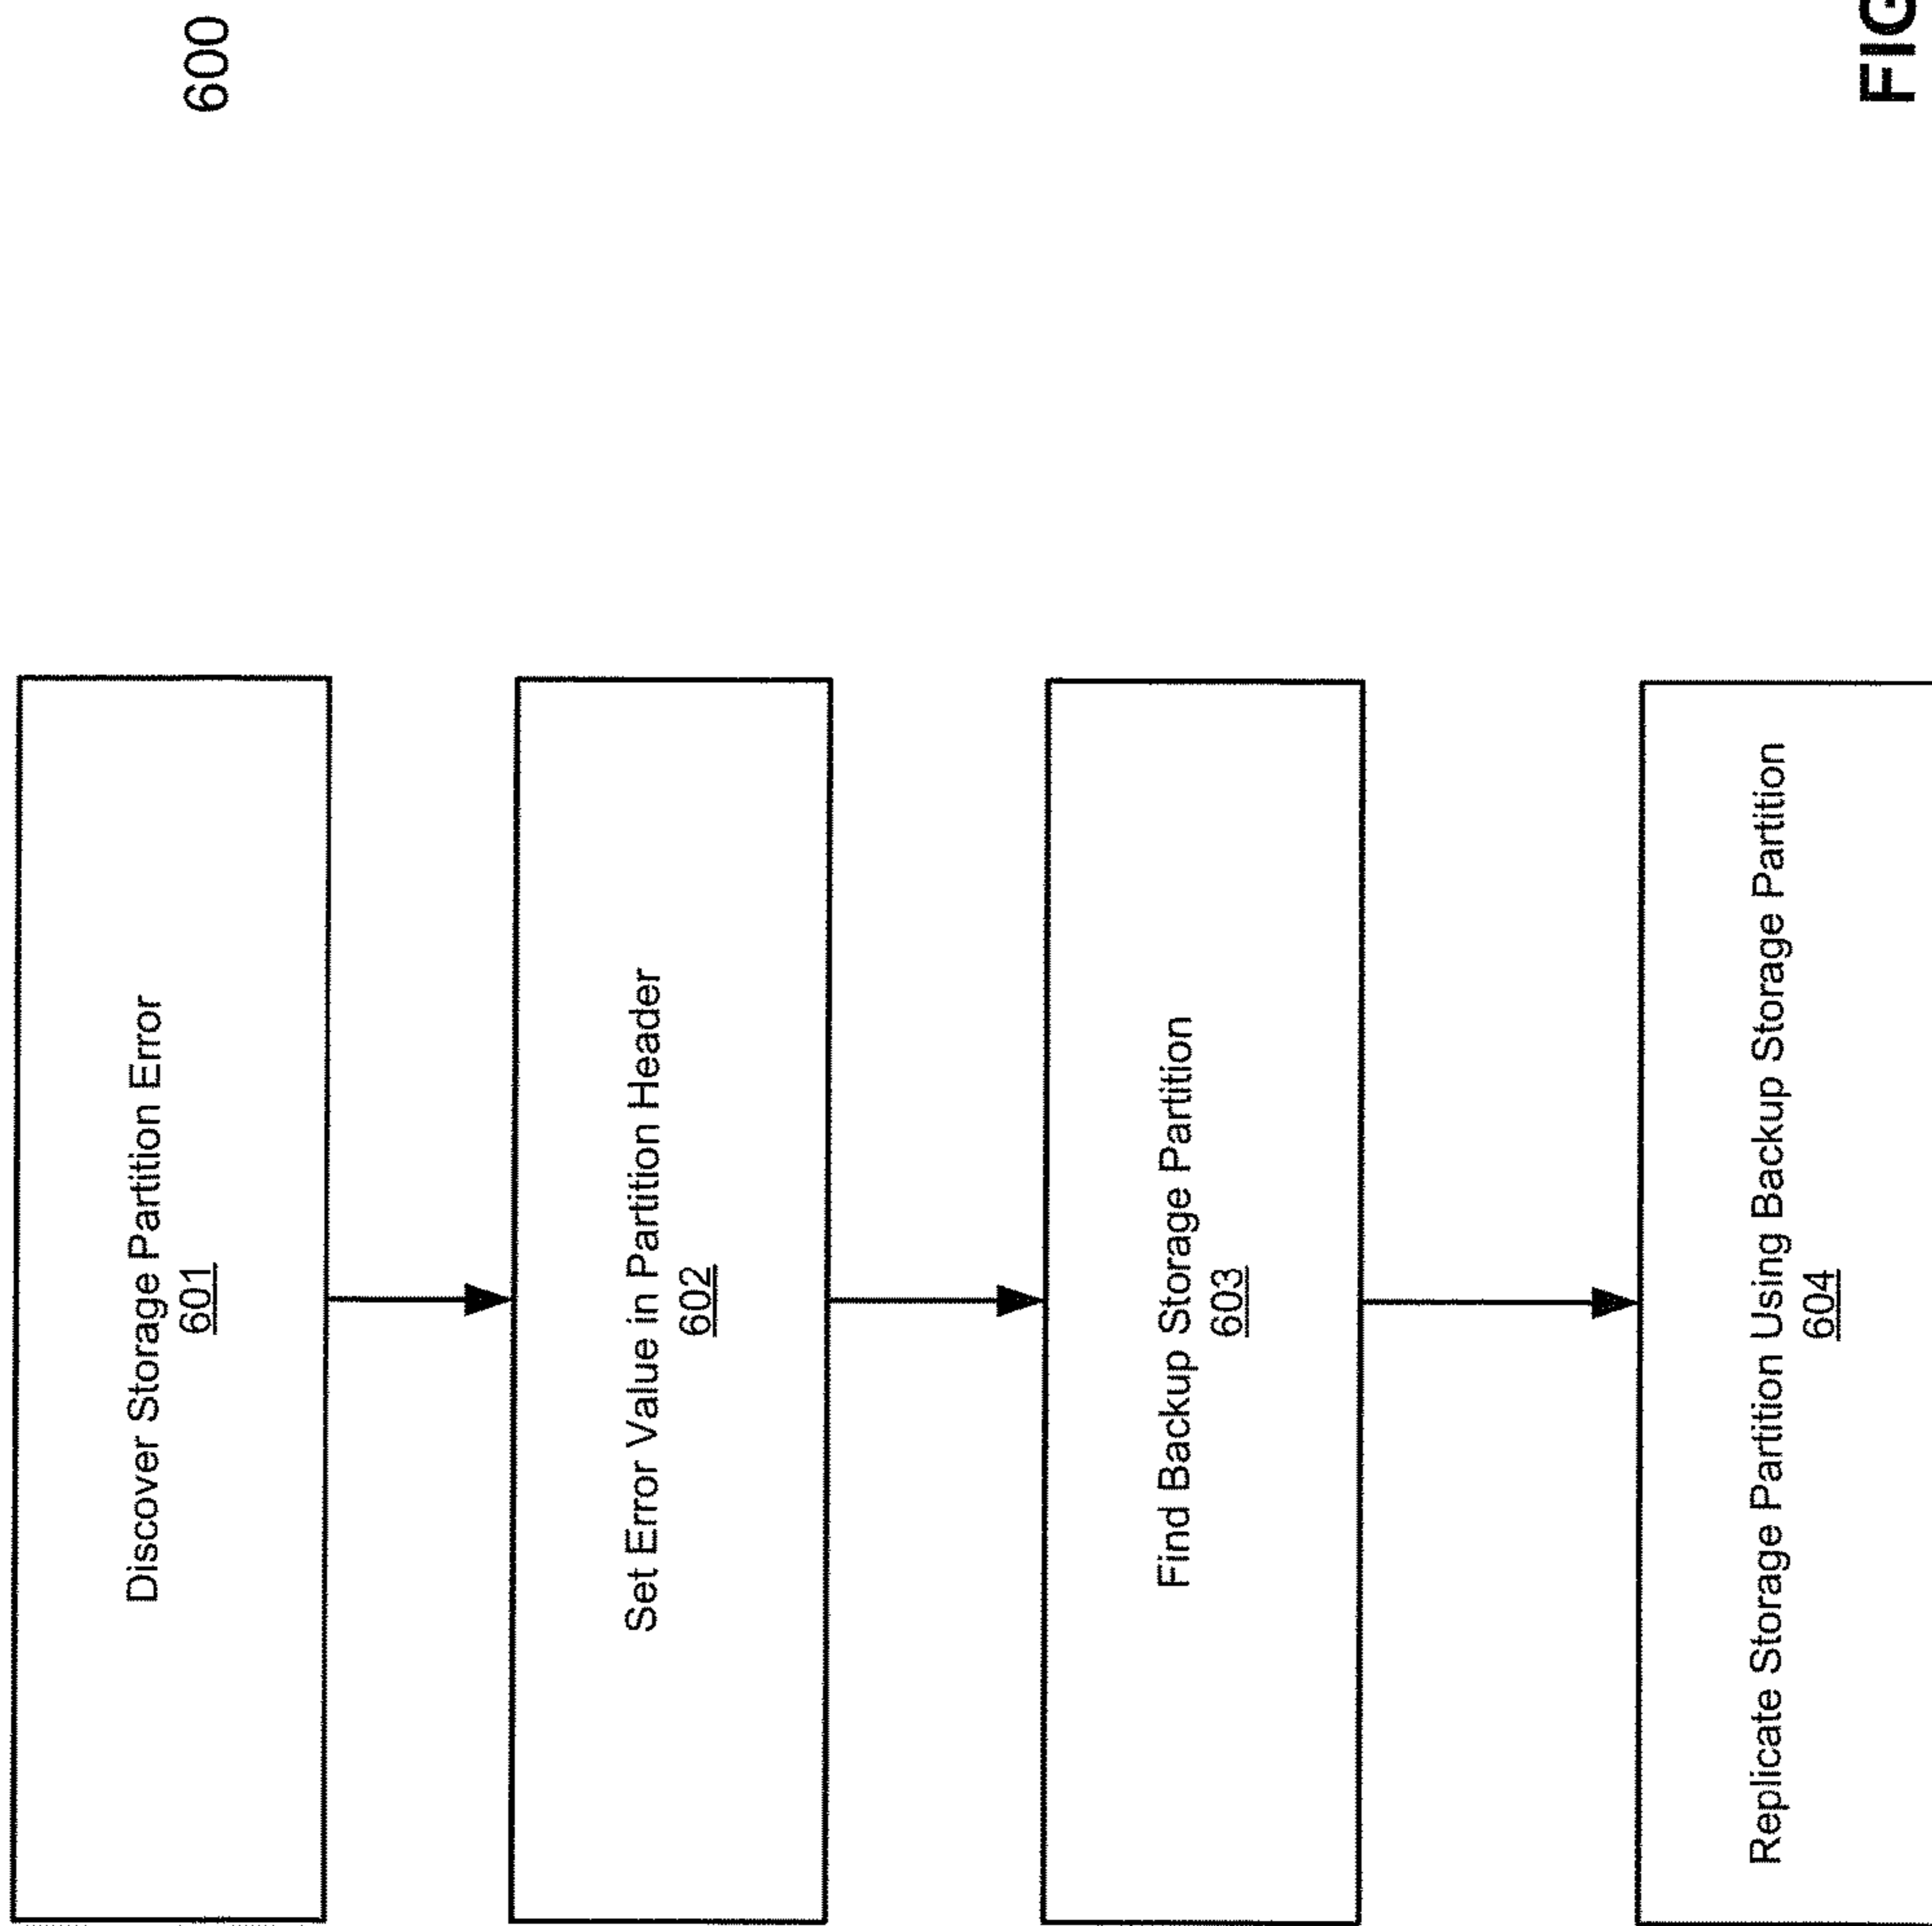 600
Discover Storage Partition Error
601
Set Error Value in Partition Header
602
Find Backup Storage Partition
603
Replicate Storage Partition Using Backup Storage Partition
604
FIG